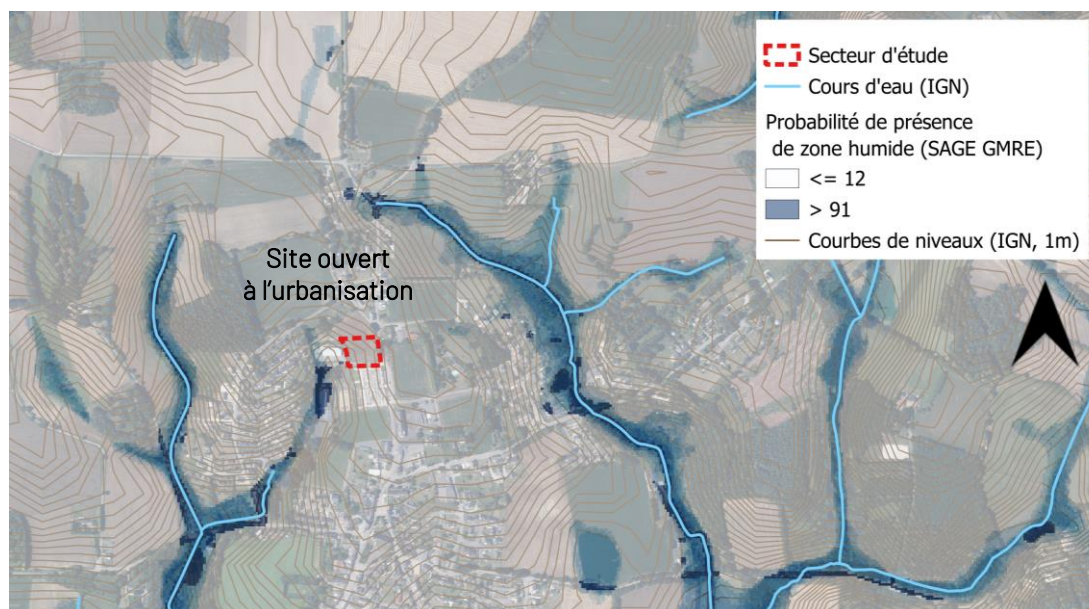 Secteur d'étude
Cours d'eau (IGN)
Probabilité de présence
de zone humide (SAGE GMRE)
<= 12
> 91
Courbes de niveaux (IGN, 1m)
Site ouvert
à l'urbanisation